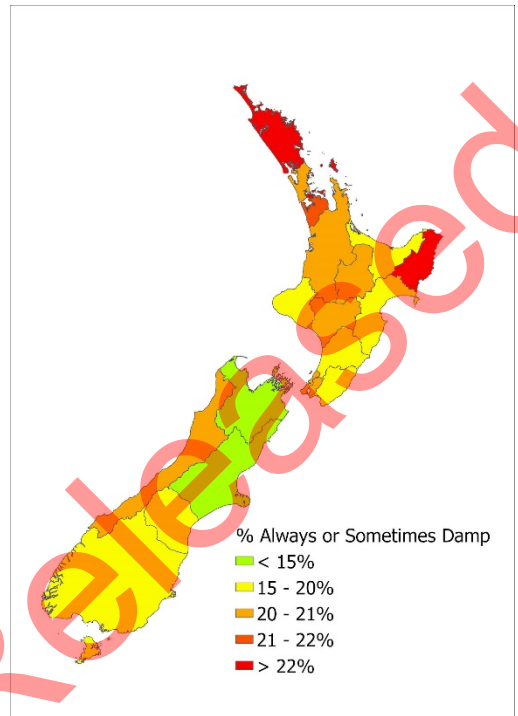 Released
% Always or Sometimes Damp
< 15%
15 - 20%
20 - 21%
21 - 22%
> 22%